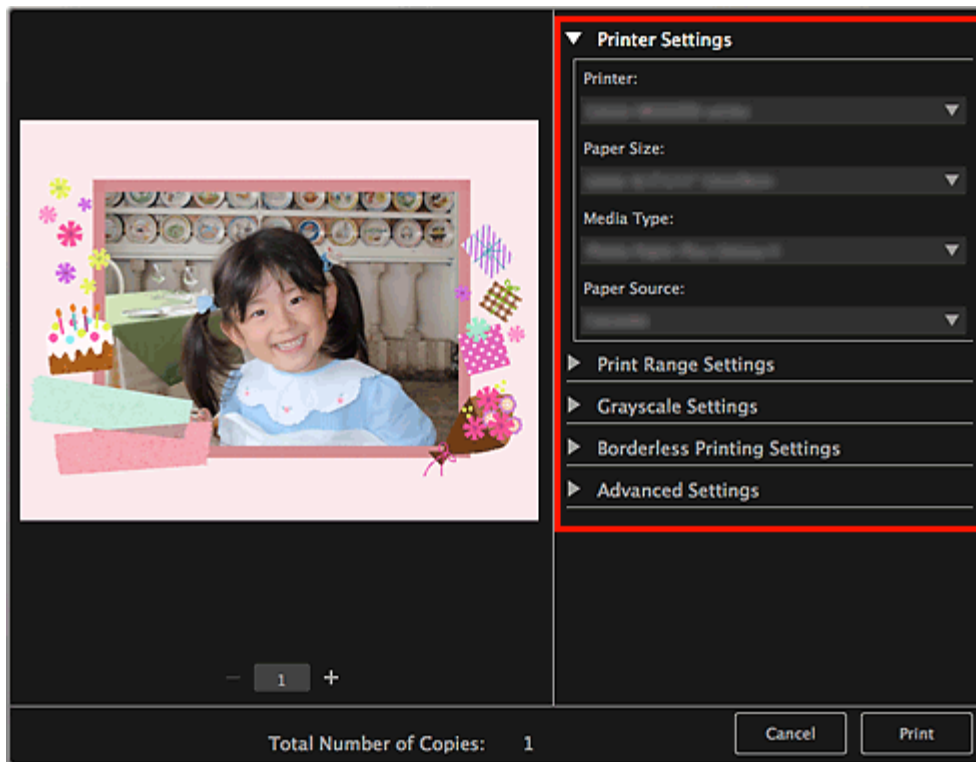 Printer Settings
Printer:
Paper Size:
Media Type:
Paper Source:
Print Range Settings
Grayscale Settings
Borderless Printing Settings
Advanced Settings
1
Total Number of Copies: 1
Cancel
Print